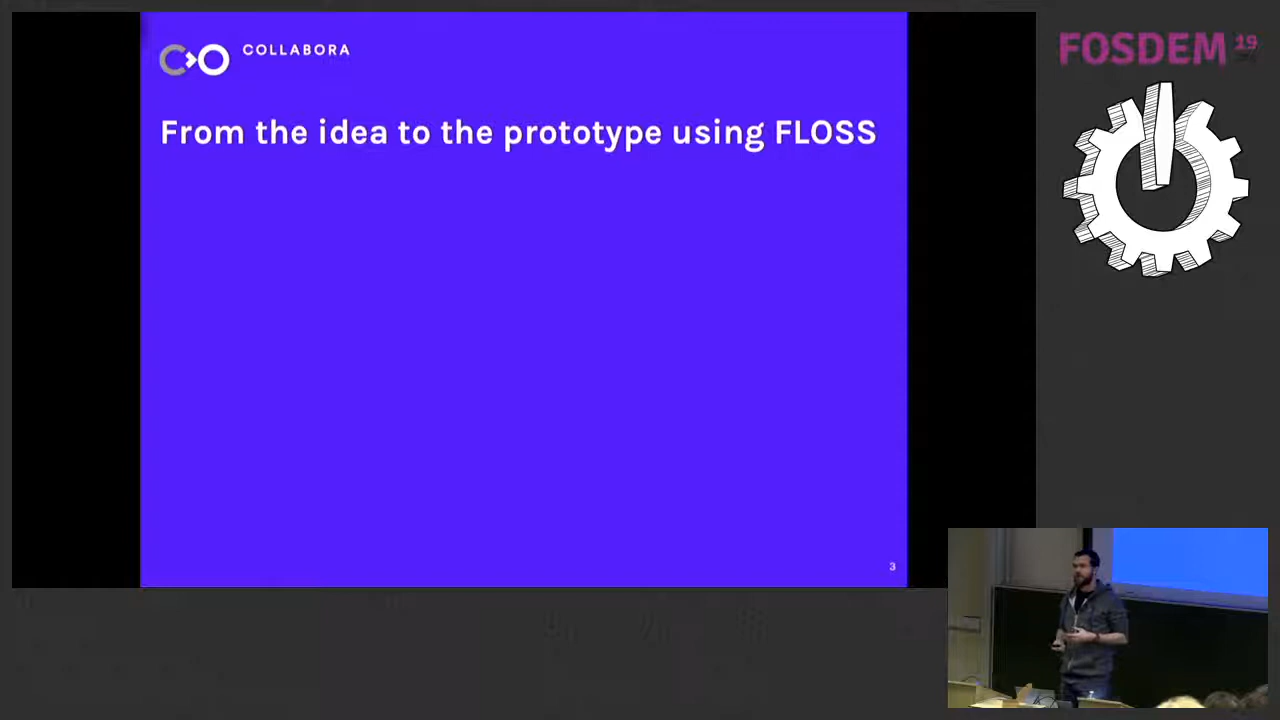 COLLABORA
From the idea to the prototype using FLOSS
3
FOSDEM 19